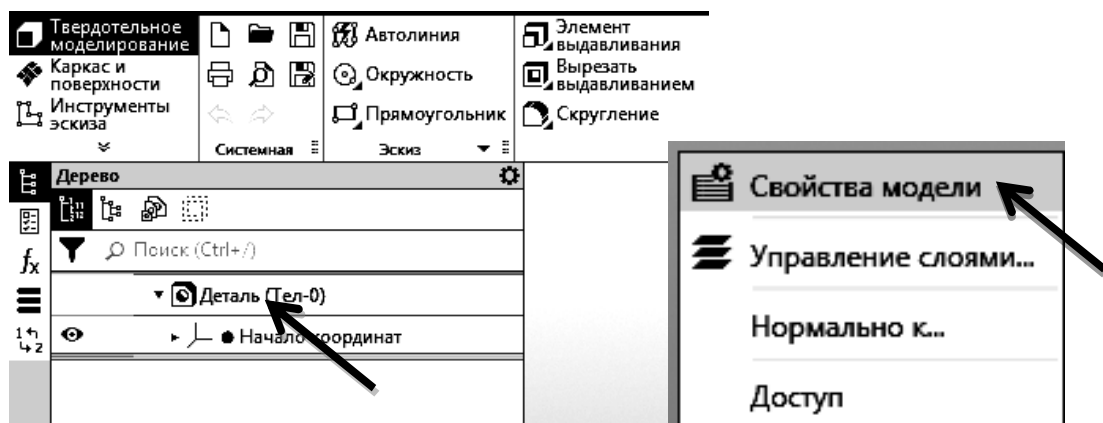 Твердотельное
моделирование
Каркас и
поверхности
Инструменты
эскиза
Системная
Автолиния
Окружность
Прямоугольник
Эскиз
Элемент
выдавливания
Вырезать
выдавливанием
Скругление
Дерево
Поиск (Ctrl+/)
Деталь (Тел-0)
Начало координат
fx
Свойства модели
Управление слоями...
Нормально к...
Доступ